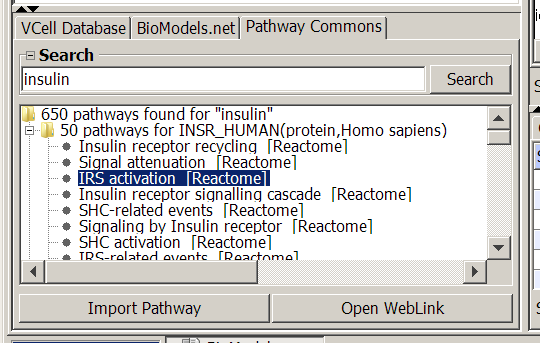 VCell Database BioModels.net Pathway Commons
Search
insulin Search
650 pathways found for "insulin"
50 pathways for INSR_HUMAN(protein,Homo sapiens)
Insulin receptor recycling [Reactome]
Signal attenuation [Reactome]
IRS activation [Reactome]
Insulin receptor signalling cascade [Reactome]
SHC-related events [Reactome]
Signaling by Insulin receptor [Reactome]
SHC activation [Reactome]
IRS-related events [Reactome]
Import Pathway Open WebLink